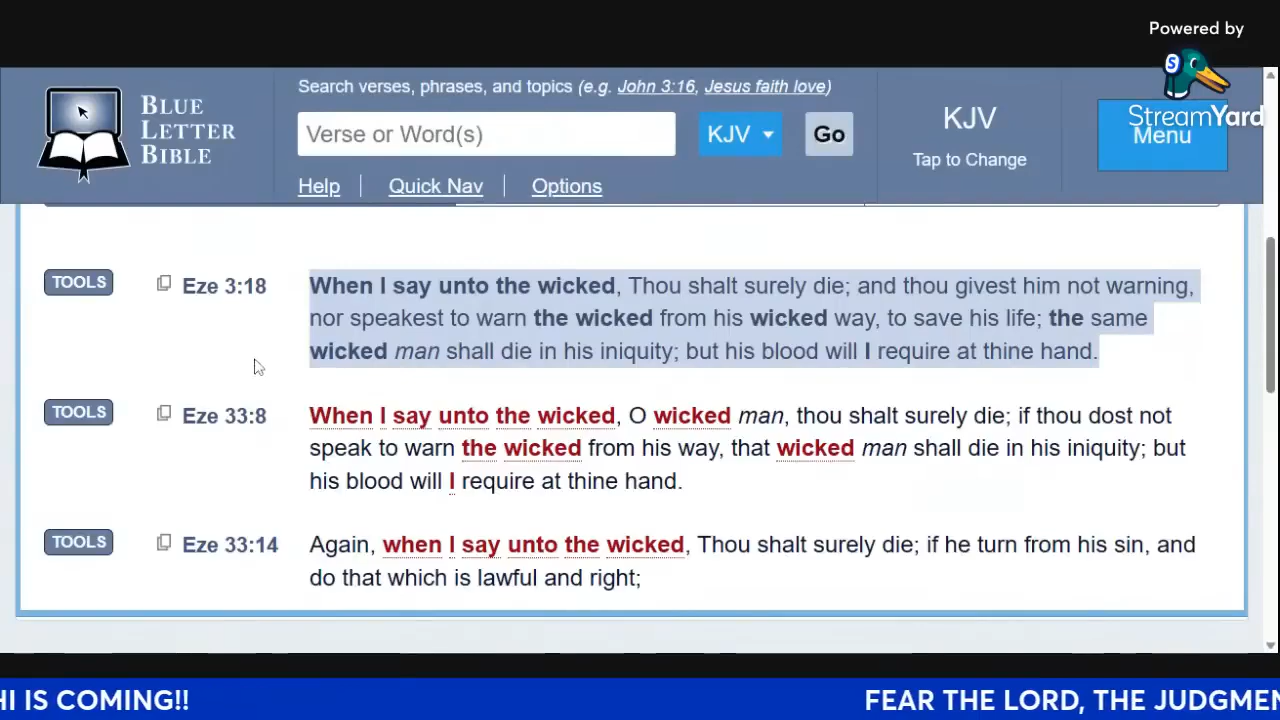 Powered by
StreamYard
BLUE
LETTER
BIBLE
Search verses, phrases, and topics (e.g. John 3:16, Jesus faith love)
Verse or Word(s)
KJV
Go
KJV
Tap to Change
Menu
Help
Quick Nav
Options
TOOLS
Eze 3:18
When I say unto the wicked, Thou shalt surely die; and thou givest him not warning,
nor speakest to warn the wicked from his wicked way, to save his life; the same
wicked man shall die in his iniquity; but his blood will I require at thine hand.
TOOLS
Eze 33:8
When I say unto the wicked, O wicked man, thou shalt surely die; if thou dost not
speak to warn the wicked from his way, that wicked man shall die in his iniquity; but
his blood will I require at thine hand.
TOOLS
Eze 33:14
Again, when I say unto the wicked, Thou shalt surely die; if he turn from his sin, and
do that which is lawful and right;
HI IS COMING!!
FEAR THE LORD, THE JUDGMEN